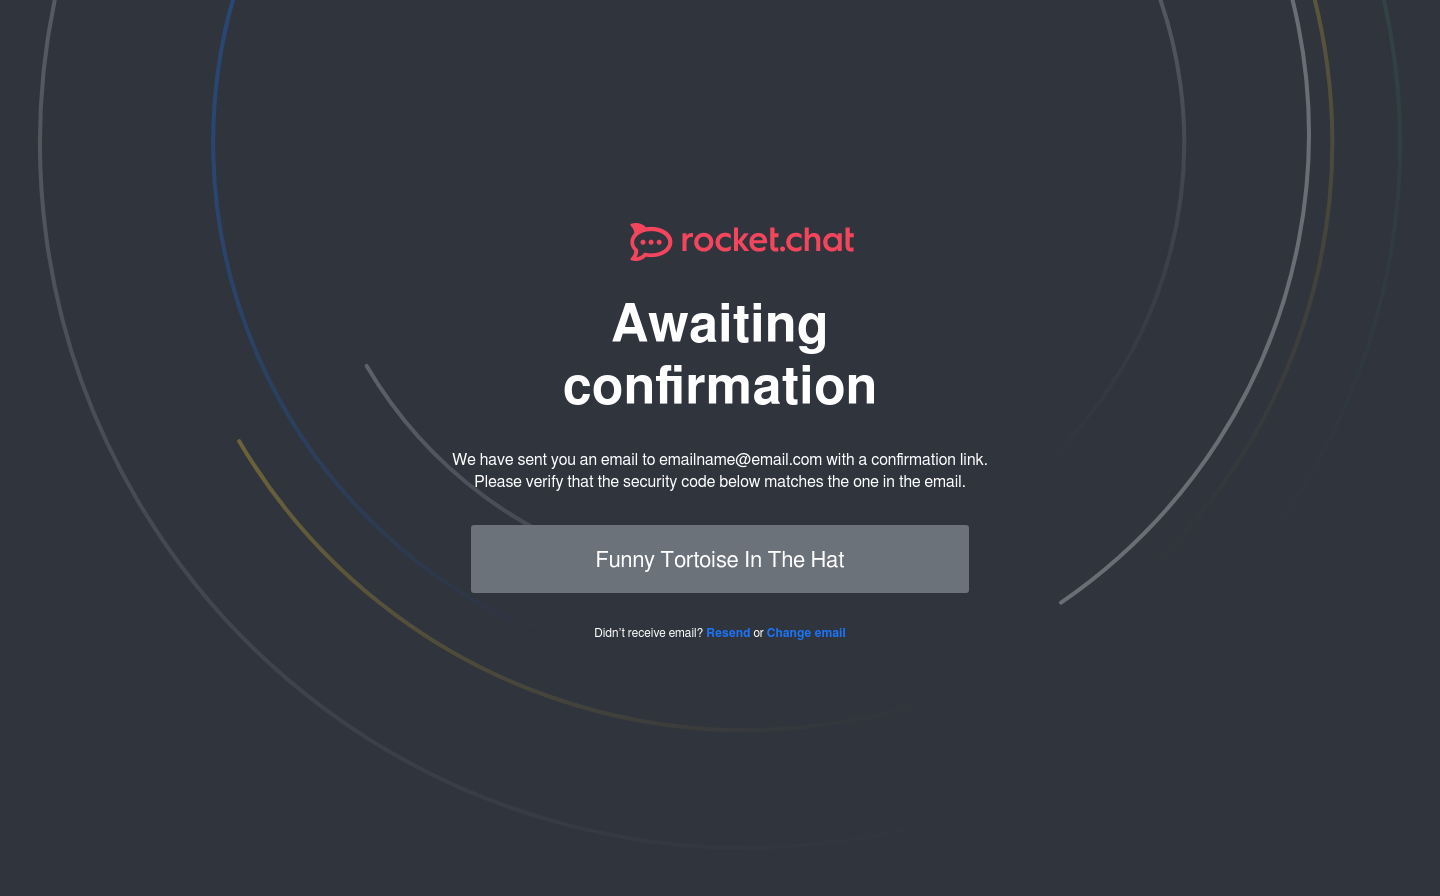 rocket.chat
Awaiting
confirmation
We have sent you an email to emailname@email.com with a confirmation link.
Please verify that the security code below matches the one in the email.
Funny Tortoise In The Hat
Didn’t receive email? Resend or Change email